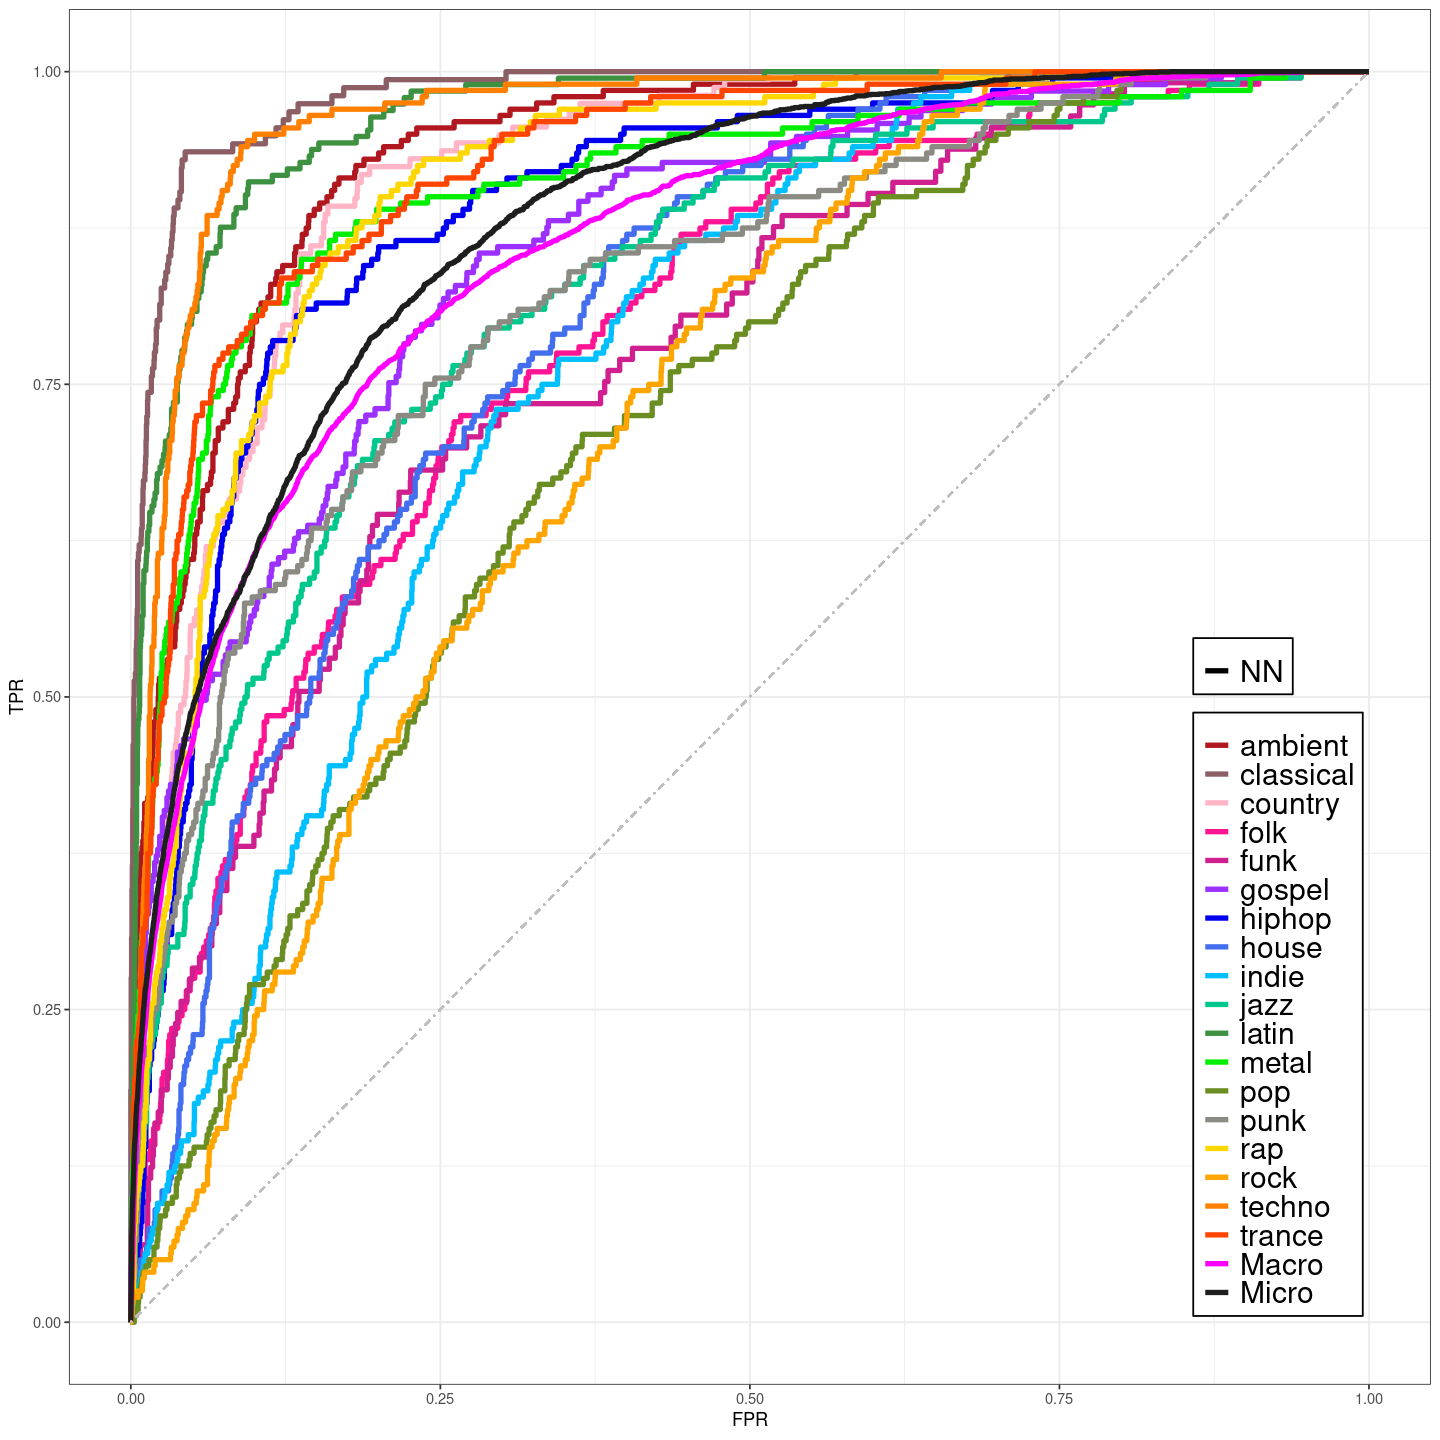 1.00
0.75
0.50
0.25
0.00
TPR
0.00 0.25 0.50 0.75 1.00
FPR
NN
ambient
classical
country
folk
funk
gospel
hiphop
house
indie
jazz
latin
metal
pop
punk
rap
rock
techno
trance
Macro
Micro